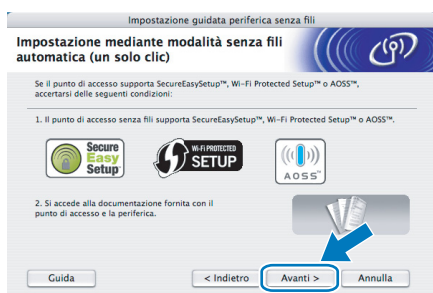 Impostazione guidata periferica senza fili
Impostazione mediante modalità senza fili
automatica (un solo clic)
Se il punto di accesso supporta SecureEasySetup™, Wi-Fi Protected Setup™ o AOSS™,
accertarsi delle seguenti condizioni:
1. Il punto di accesso senza fili supporta SecureEasySetup™, Wi-Fi Protected Setup™ o AOSS™.
Secure
Easy
Setup™
Wi-Fi PROTECTED
SETUP
AOSS™
2. Si accede alla documentazione fornita con il
punto di accesso e la periferica.
Guida
< Indietro
Avanti >
Annulla